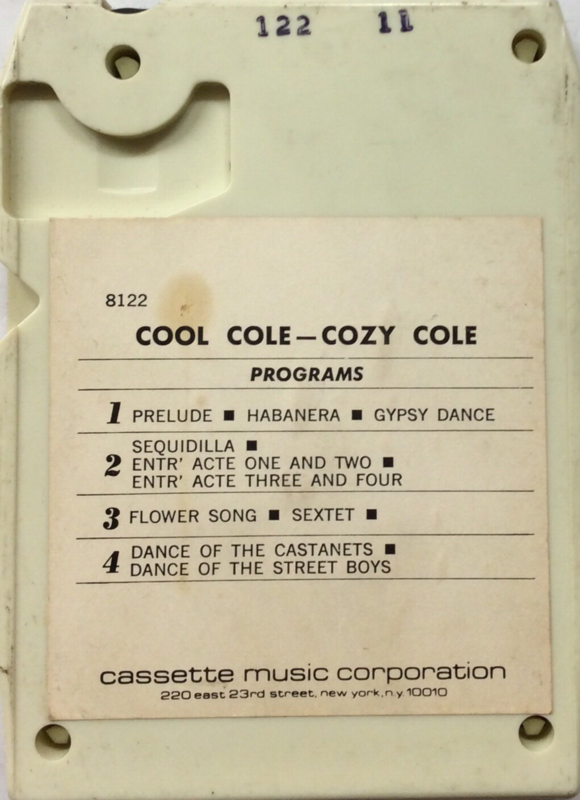 122 11
8122
COOL COLE—COZY COLE
PROGRAMS
1 PRELUDE ■ HABANERA ■ GYPSY DANCE
SEQUIDILLA ■
2 ENTR' ACTE ONE AND TWO ■
ENTR' ACTE THREE AND FOUR
3 FLOWER SONG ■ SEXTET ■
4 DANCE OF THE CASTANETS ■
DANCE OF THE STREET BOYS
cassette music corporation
220 east 23rd street, new york, n.y. 10010